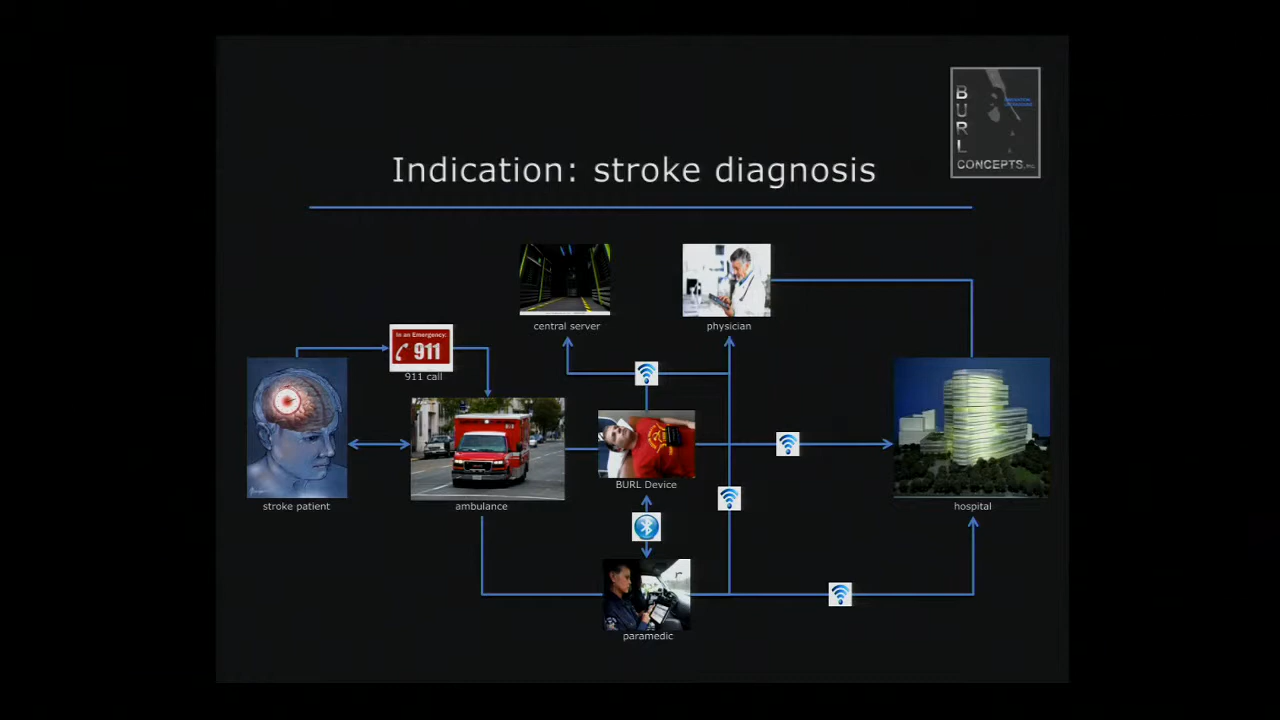 BURL
CONCEPTS, INC.
Indication: stroke diagnosis
central server
physician
In an Emergency:
911
911 call
stroke patient
ambulance
BURL Device
hospital
paramedic